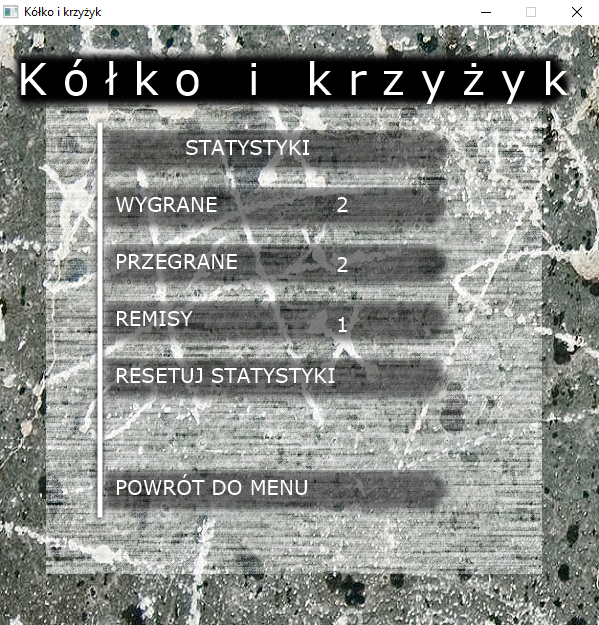 Kółko i krzyżyk
Kółko i krzyżyk
STATYSTYKI
WYGRANE 2
PRZEGRANE 2
REMISY 1
RESETUJ STATYSTYKI
POWRÓT DO MENU